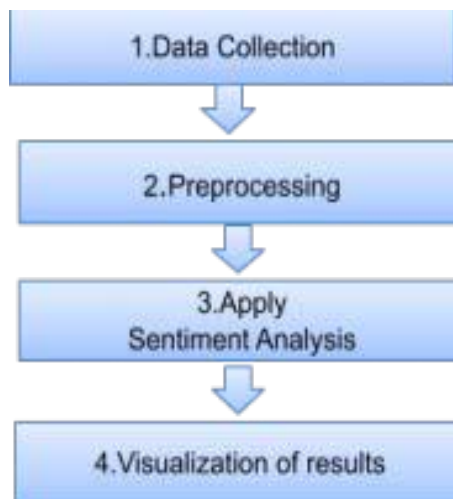 1.Data Collection
2.Preprocessing
3.Apply
Sentiment Analysis
4.Visualization of results